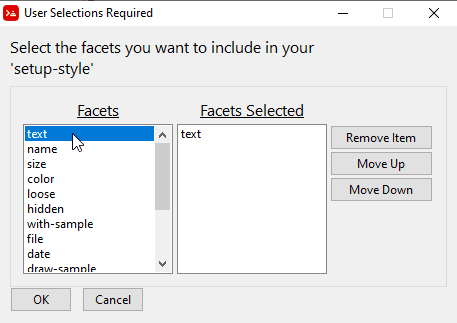 User Selections Required
Select the facets you want to include in your
'setup-style'
Facets
Facets Selected
text
name
size
color
loose
hidden
with-sample
file
date
draw-sample
text
Remove Item
Move Up
Move Down
OK
Cancel